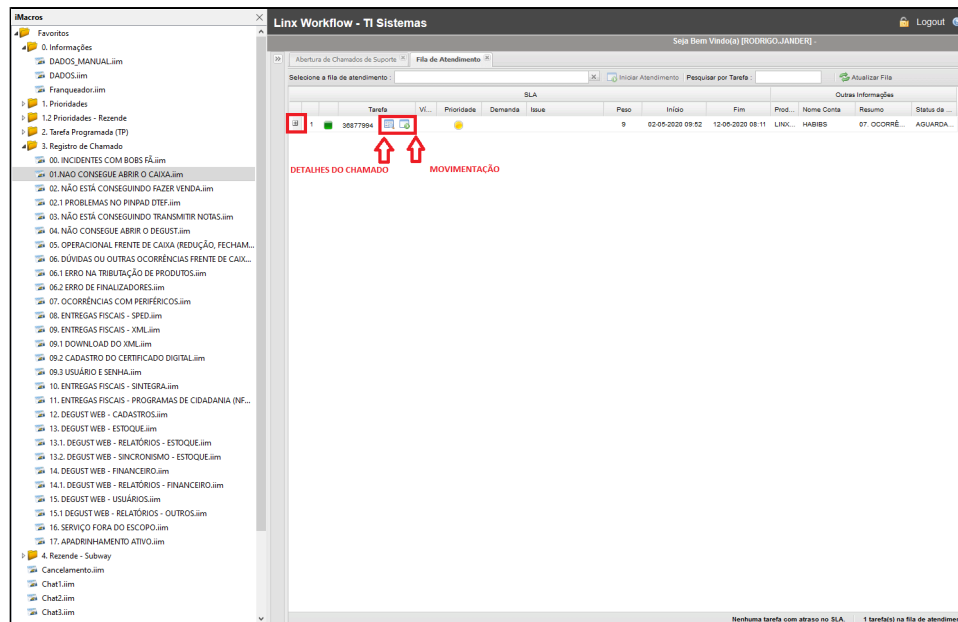 iMacros
Favoritos
0. Informações
DADOS_MANUAL.iim
DADOS.iim
Franqueador.iim
1. Prioridades
1.2 Prioridades - Rezende
2. Tarefa Programada (TP)
3. Registro de Chamado
00. INCIDENTES COM BOBS FÃ.iim
01.NAO CONSEGUE ABRIR O CAIXA.iim
02. NÃO ESTÁ CONSEGUINDO FAZER VENDA.iim
02.1 PROBLEMAS NO PINPAD DTEF.iim
03. NÃO ESTÁ CONSEGUINDO TRANSMITIR NOTAS.iim
04. NÃO CONSEGUE ABRIR O DEGUST.iim
05. OPERACIONAL FRENTE DE CAIXA (REDUÇÃO, FECHAM...
06. DÚVIDAS OU OUTRAS OCORRÊNCIAS FRENTE DE CAIX...
06.1 ERRO NA TRIBUTAÇÃO DE PRODUTOS.iim
06.2 ERRO DE FINALIZADORES.iim
07. OCORRÊNCIAS COM PERIFÉRICOS.iim
08. ENTREGAS FISCAIS - SPED.iim
09. ENTREGAS FISCAIS - XML.iim
09.1 DOWNLOAD DO XML.iim
09.2 CADASTRO DO CERTIFICADO DIGITAL.iim
09.3 USUÁRIO E SENHA.iim
10. ENTREGAS FISCAIS - SINTEGRA.iim
11. ENTREGAS FISCAIS - PROGRAMAS DE CIDADANIA (NF...
12. DEGUST WEB - CADASTROS.iim
13. DEGUST WEB - ESTOQUE.iim
13.1. DEGUST WEB - RELATÓRIOS - ESTOQUE.iim
13.2. DEGUST WEB - SINCRONISMO - ESTOQUE.iim
14. DEGUST WEB - FINANCEIRO.iim
14.1. DEGUST WEB - RELATÓRIOS - FINANCEIRO.iim
15. DEGUST WEB - USUÁRIOS.iim
15.1 DEGUST WEB - RELATÓRIOS - OUTROS.iim
16. SERVIÇO FORA DO ESCOPO.iim
17. APADRINHAMENTO ATIVO.iim
4. Rezende - Subway
Cancelamento.iim
Chat1.iim
Chat2.iim
Chat3.iim
Linx Workflow - TI Sistemas
Logout
Seja Bem Vindo(a) [RODRIGO.JANDER] -
Abertura de Chamados de Suporte Fila de Atendimento
Selecione a fila de atendimento : Iniciar Atendimento Pesquisar por Tarefa : Atualizar Fila
SLA Outras Informações
Tarefa Ví... Prioridade Demanda Issue Peso Início Fim Prod... Nome Conta Resumo Status da ...
1 36877994 9 02-05-2020 09:52 12-06-2020 08:11 LINX... HABIBS 07. OCORRÊ... AGUARDA...
DETALHES DO CHAMADO MOVIMENTAÇÃO
Nenhuma tarefa com atraso no SLA. 1 tarefa(s) na fila de atendime